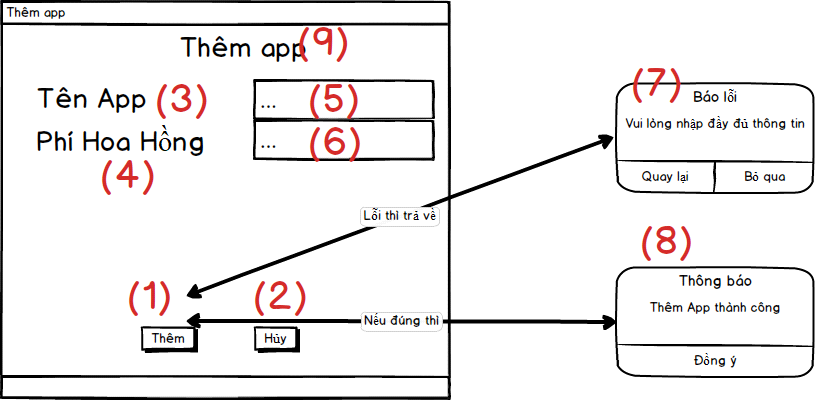 Thêm app
Thêm app (9)
Tên App (3)
... (5)
Phí Hoa Hồng
(4)
... (6)
(7)
Báo lỗi
Vui lòng nhập đầy đủ thông tin
Quay lại
Bỏ qua
Lỗi thì trả về
(8)
Thông báo
Thêm App thành công
Đồng ý
Nếu đúng thì
(1)
(2)
Thêm
Hủy